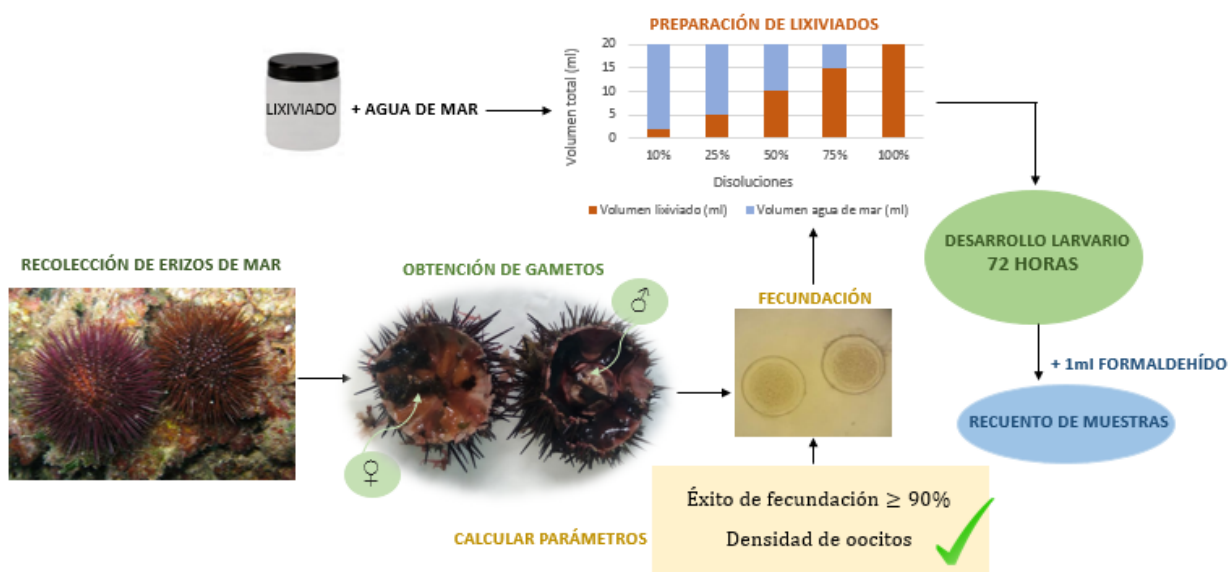 PREPARACIÓN DE LIXIVIADOS
LIXIVIADO
+ AGUA DE MAR
Volumen total (ml)
20
15
10
5
0
10% 25% 50% 75% 100%
Disoluciones
Volumen lixiviado (ml) Volumen agua de mar (ml)
DESARROLLO LARVARIO
72 HORAS
RECOLECCIÓN DE ERIZOS DE MAR
OBTENCIÓN DE GAMETOS
♂
♀
FECUNDACIÓN
+ 1ml FORMALDEHÍDO
RECUENTO DE MUESTRAS
CALCULAR PARÁMETROS
Éxito de fecundación ≥ 90%
Densidad de oocitos